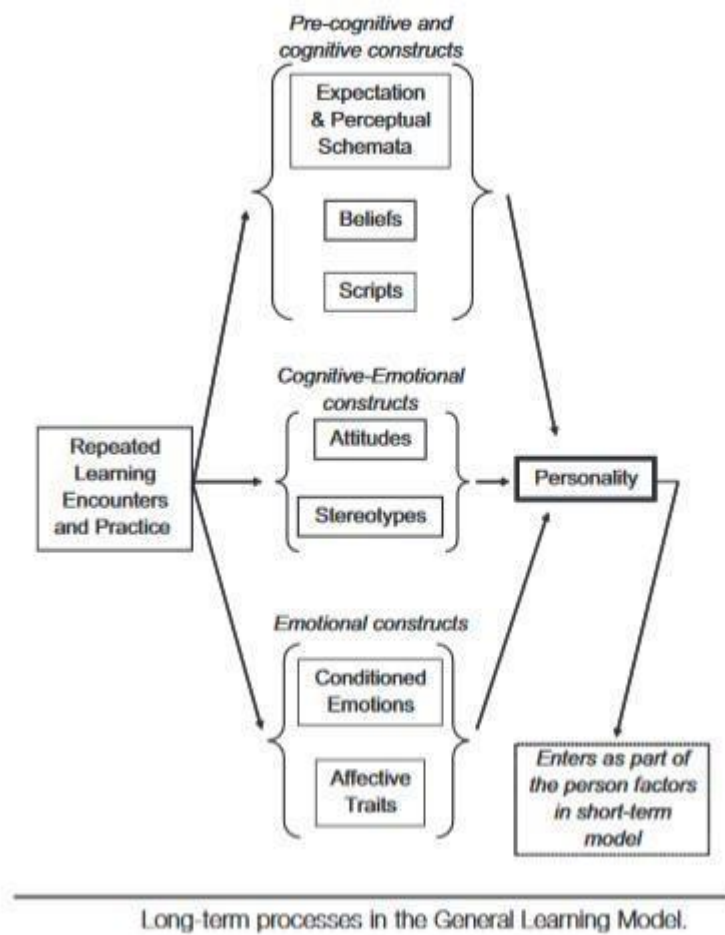 Pre-cognitive and
cognitive constructs
Expectation
& Perceptual
Schemata
Beliefs
Scripts
Cognitive-Emotional
constructs
Attitudes
Stereotypes
Repeated
Learning
Encounters
and Practice
Personality
Emotional constructs
Conditioned
Emotions
Affective
Traits
Enters as part of
the person factors
in short-term
model
Long-term processes in the General Learning Model.